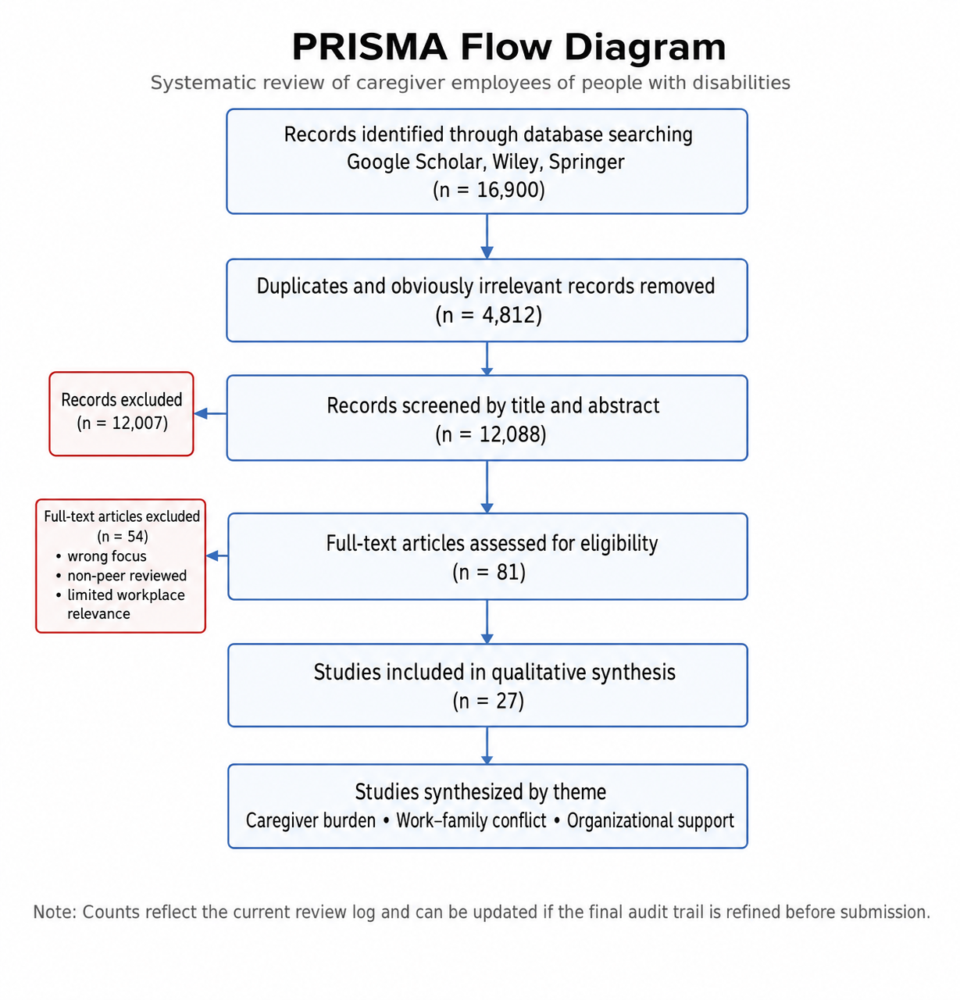 PRISMA Flow Diagram
Systematic review of caregiver employees of people with disabilities
Records identified through database searching
Google Scholar, Wiley, Springer
(n = 16,900)
Duplicates and obviously irrelevant records removed
(n = 4,812)
Records excluded
(n = 12,007)
Records screened by title and abstract
(n = 12,088)
Full-text articles excluded
(n = 54)
• wrong focus
• non-peer reviewed
• limited workplace
relevance
Full-text articles assessed for eligibility
(n = 81)
Studies included in qualitative synthesis
(n = 27)
Studies synthesized by theme
Caregiver burden • Work–family conflict • Organizational support
Note: Counts reflect the current review log and can be updated if the final audit trail is refined before submission.